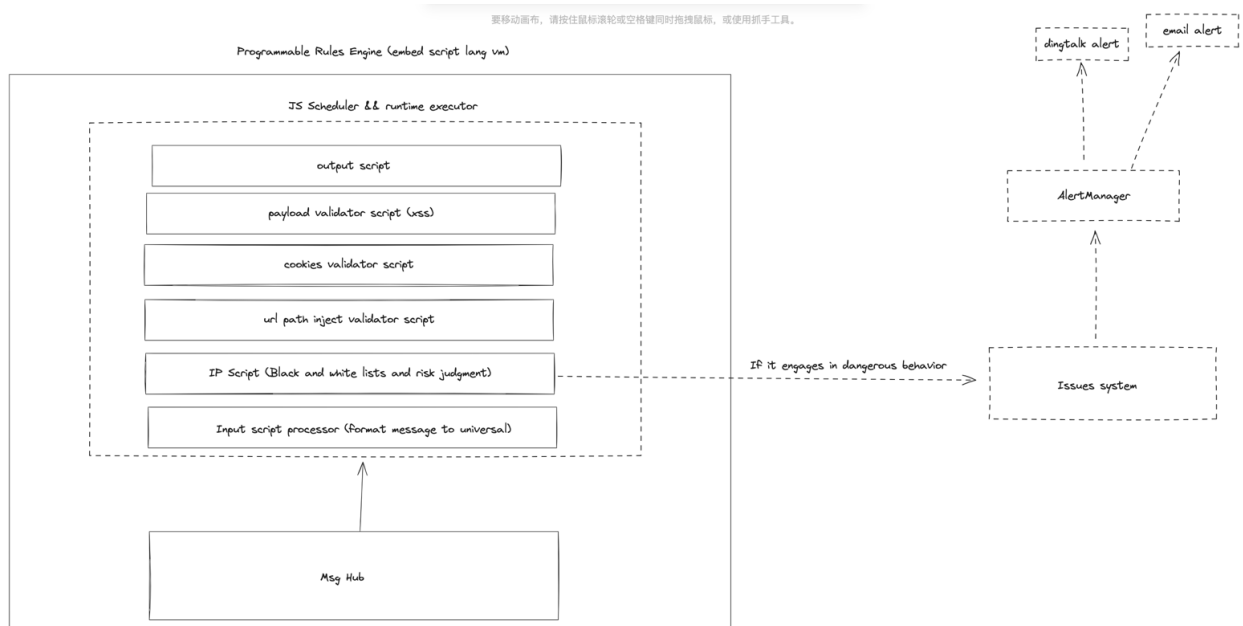 要移动画布，请按住鼠标滚轮或空格键同时拖拽鼠标，或使用抓手工具。
Programmable Rules Engine (embed script lang vm)
JS Scheduler && runtime executor
output script
payload validator script (xss)
cookies validator script
url path inject validator script
IP Script (Black and white lists and risk judgment)
Input script processor (format message to universal)
Msg Hub
If it engages in dangerous behavior
dingtalk alert
email alert
AlertManager
Issues system